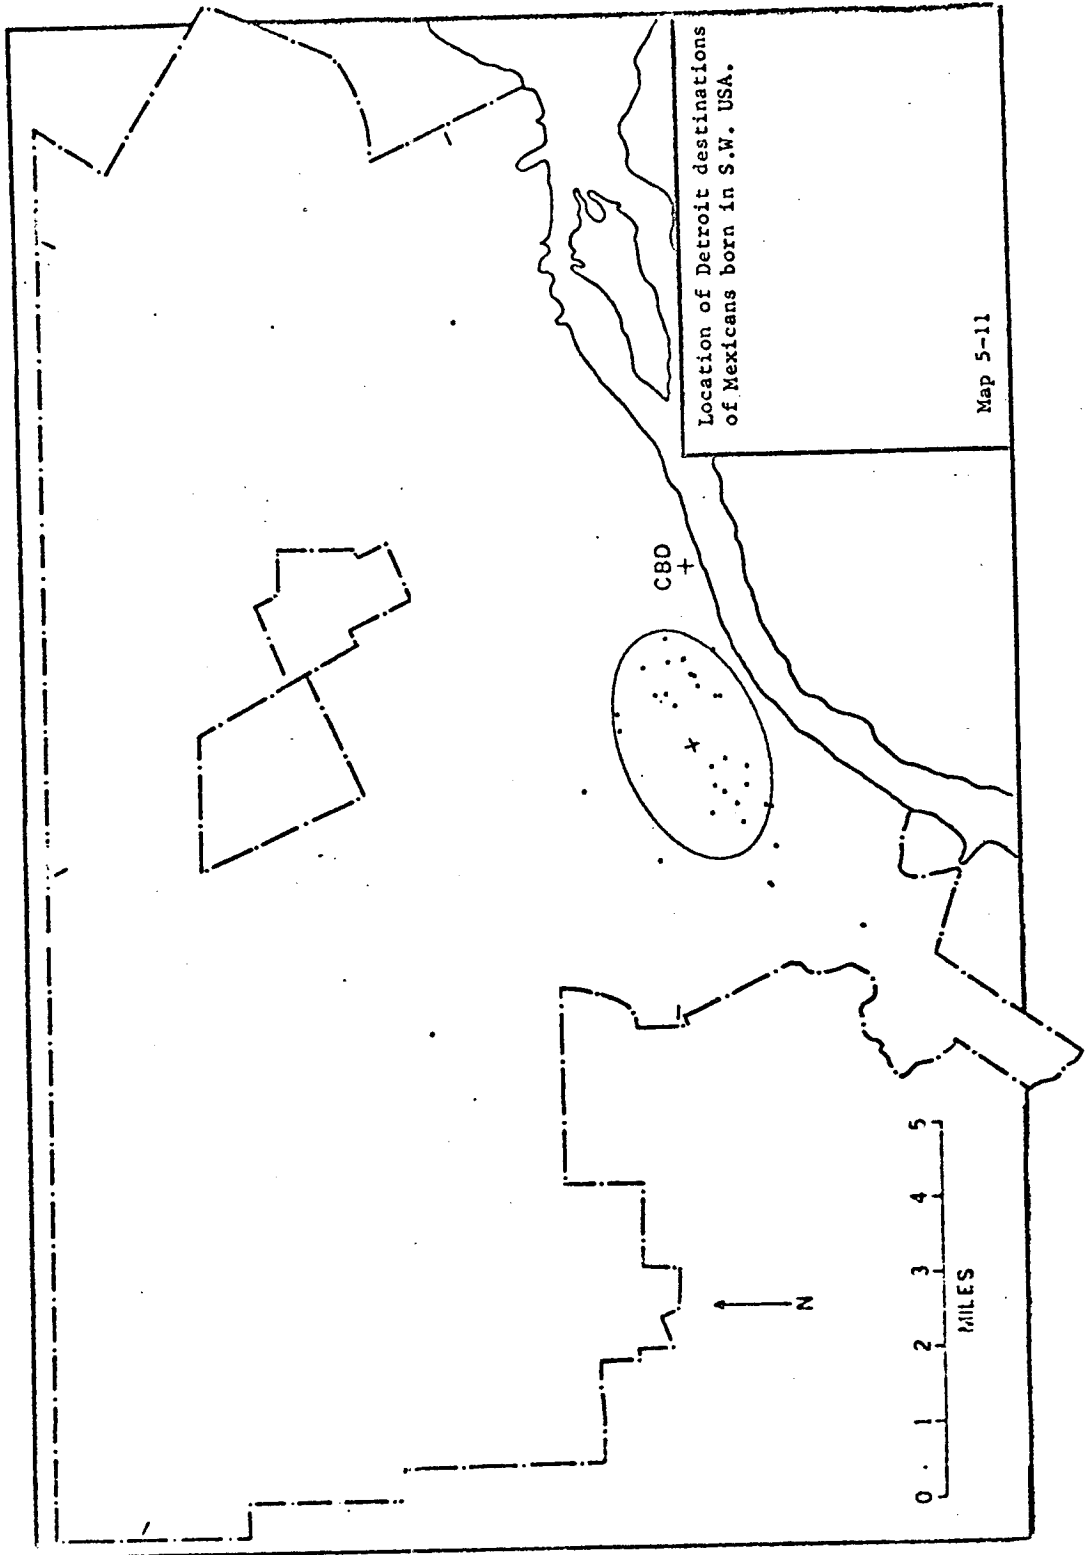 CBD
Location of Detroit destinations
of Mexicans born in S.W. USA.
Map 5-11
N
0 1 2 3 4 5
MILES